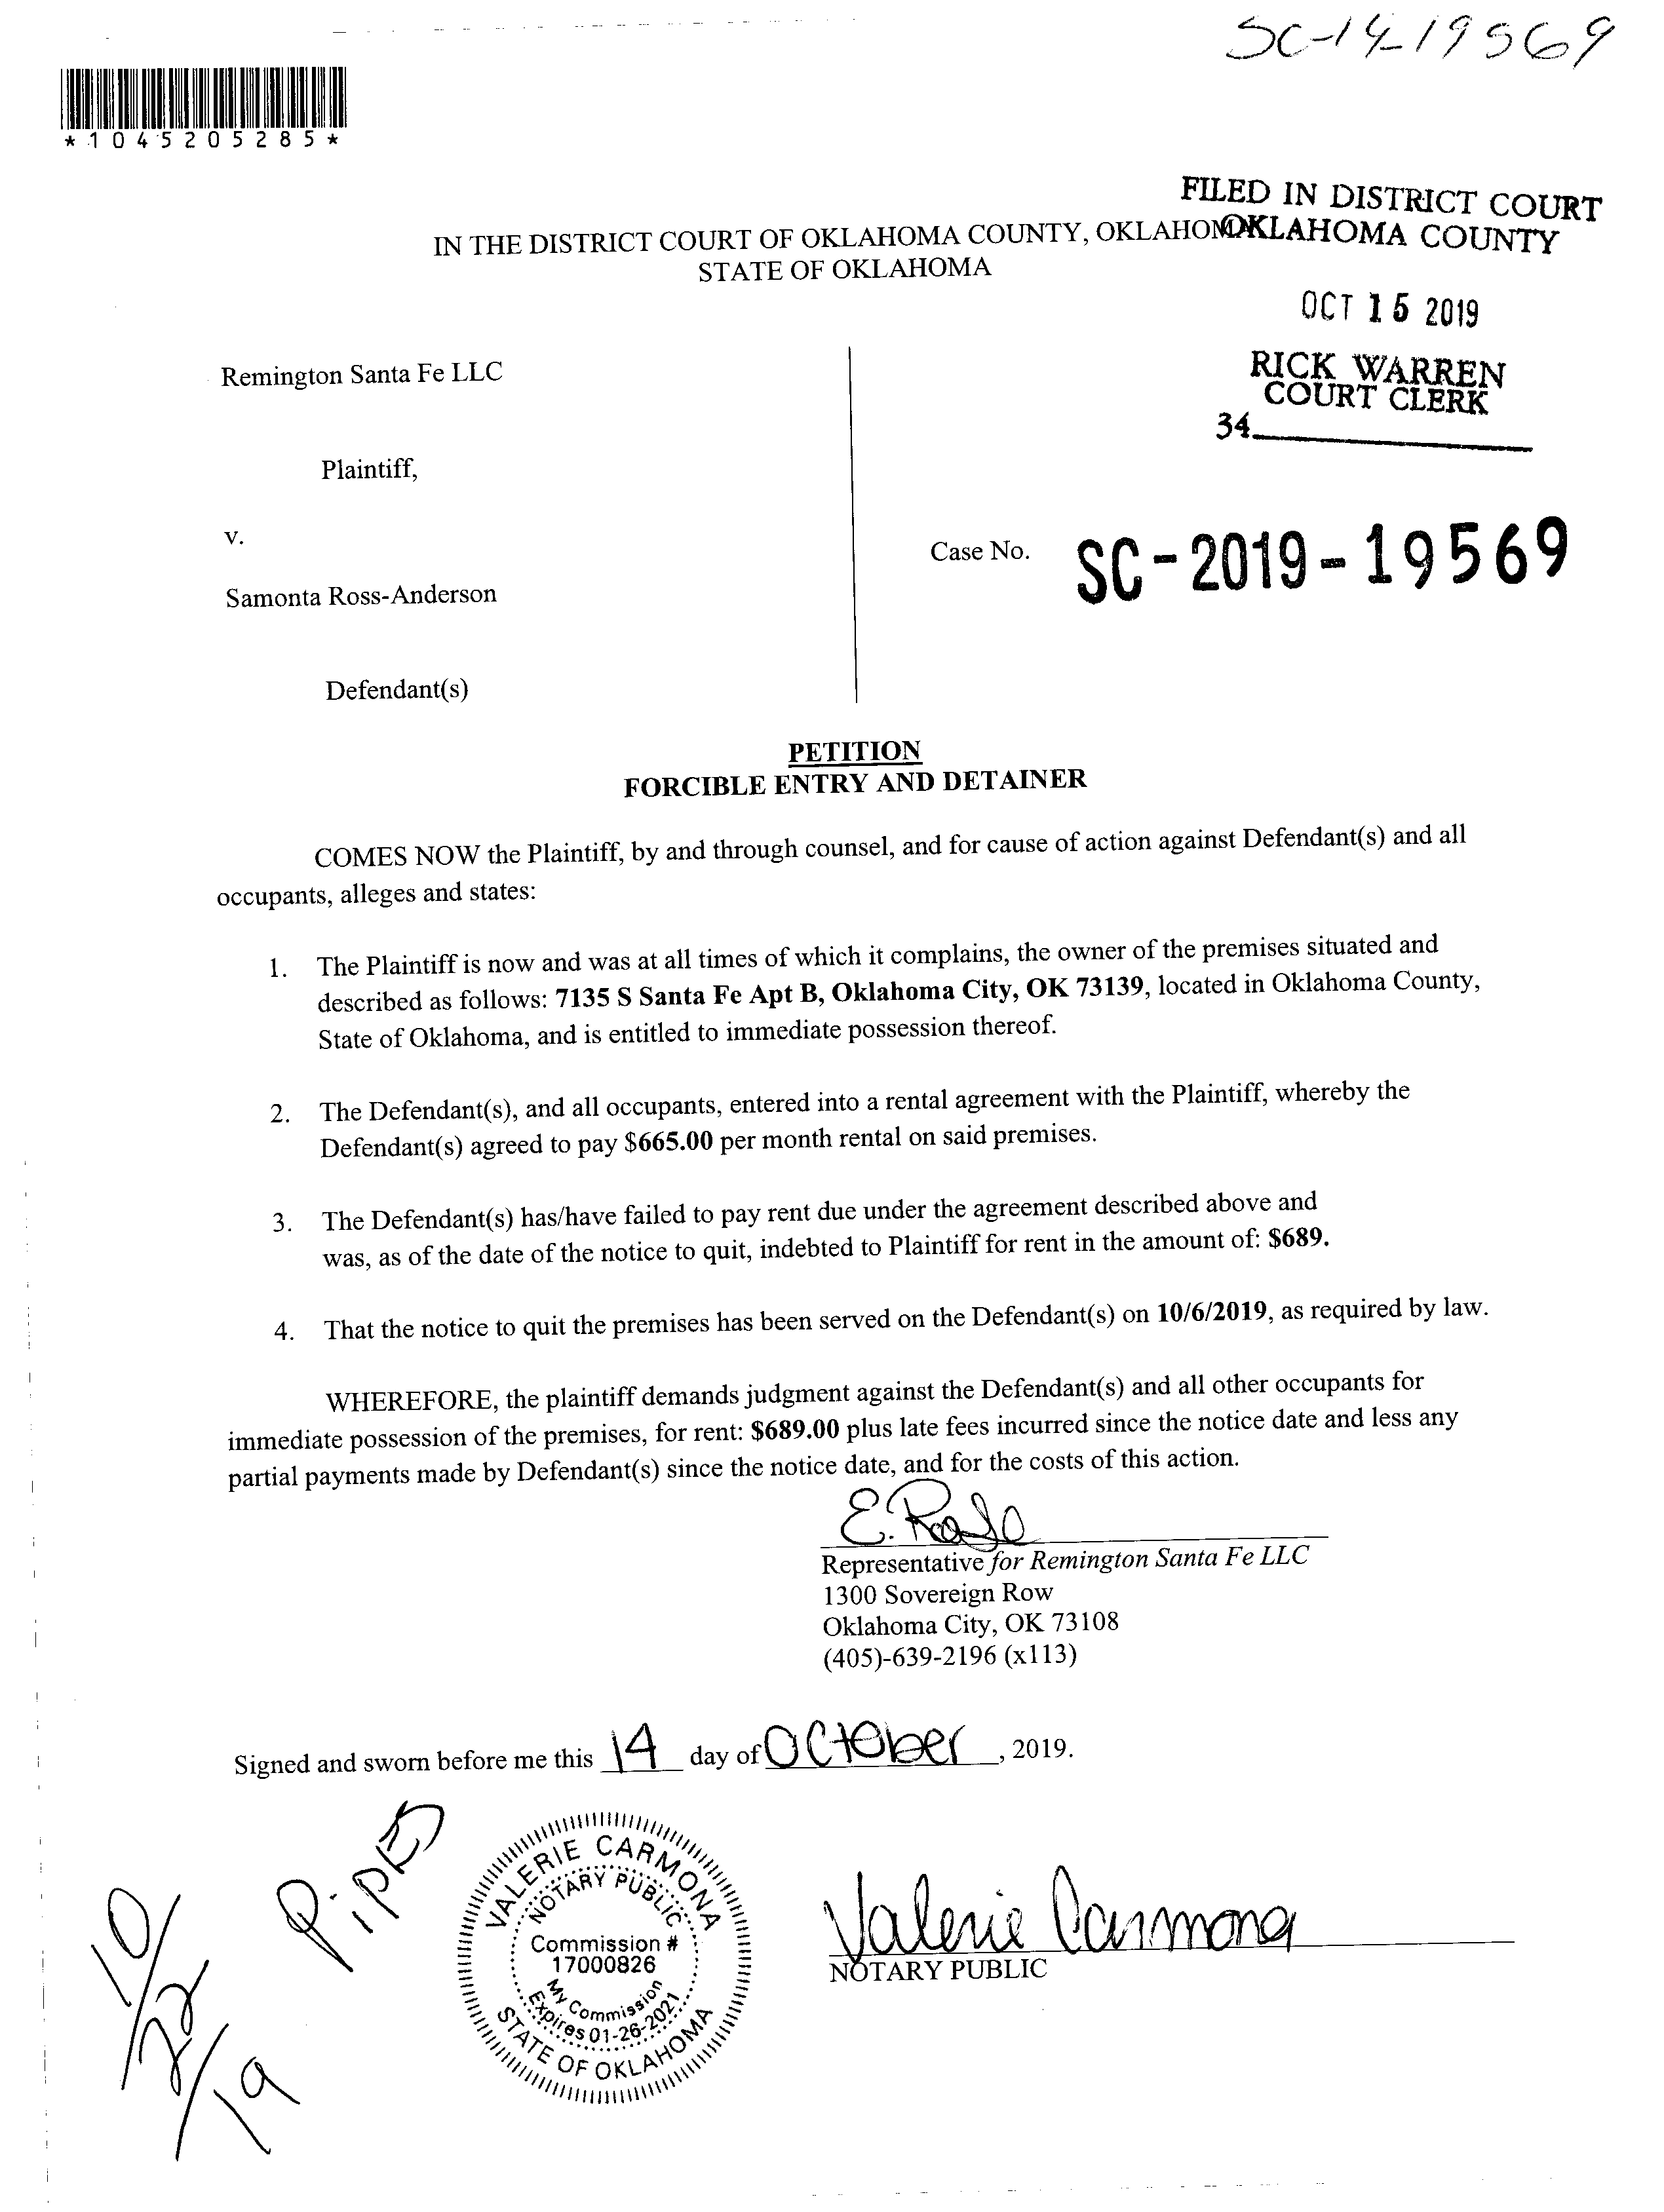 SC-19-19569
*1045205285*
FILED IN DISTRICT COURT
OKLAHOMA COUNTY
IN THE DISTRICT COURT OF OKLAHOMA COUNTY,
STATE OF OKLAHOMA
OCT 15 2019
RICK WARREN
COURT CLERK
34
Remington Santa Fe LLC
Plaintiff,
v.
Case No. SC-2019-19569
Samonta Ross-Anderson
Defendant(s)
PETITION
FORCIBLE ENTRY AND DETAINER
COMES NOW the Plaintiff, by and through counsel, and for cause of action against Defendant(s) and all
occupants, alleges and states:
1. The Plaintiff is now and was at all times of which it complains, the owner of the premises situated and
described as follows: 7135 S Santa Fe Apt B, Oklahoma City, OK 73139, located in Oklahoma County,
State of Oklahoma, and is entitled to immediate possession thereof.
2. The Defendant(s), and all occupants, entered into a rental agreement with the Plaintiff, whereby the
Defendant(s) agreed to pay $665.00 per month rental on said premises.
3. The Defendant(s) has/have failed to pay rent due under the agreement described above and
was, as of the date of the notice to quit, indebted to Plaintiff for rent in the amount of: $689.
4. That the notice to quit the premises has been served on the Defendant(s) on 10/6/2019, as required by law.
WHEREFORE, the plaintiff demands judgment against the Defendant(s) and all other occupants for
immediate possession of the premises, for rent: $689.00 plus late fees incurred since the notice date and less any
partial payments made by Defendant(s) since the notice date, and for the costs of this action.
Representative for Remington Santa Fe LLC
1300 Sovereign Row
Oklahoma City, OK 73108
(405)-639-2196 (x113)
Signed and sworn before me this 14 day of October, 2019.
10/22/19
VALERIE CARMONA
NOTARY PUBLIC
Commission #
17000826
My Commission
Expires 01-26-2021
STATE OF OKLAHOMA
Valerie Carmona
NOTARY PUBLIC